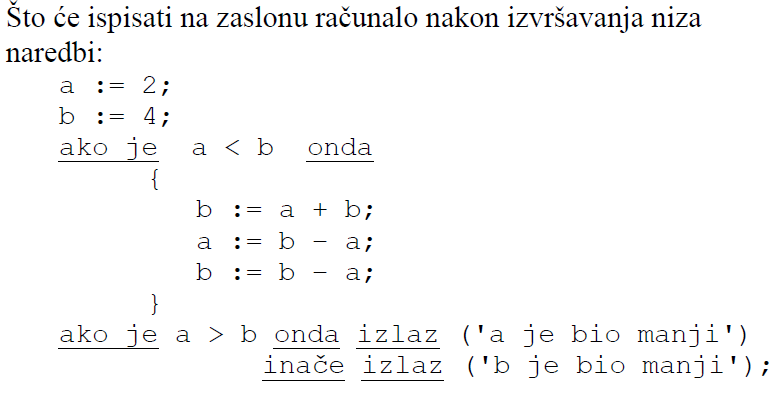 Što će ispisati na zaslonu računalo nakon izvršavanja niza
naredbi:
a := 2;
b := 4;
ako je a < b onda
{
b := a + b;
a := b - a;
b := b - a;
}
ako je a > b onda izlaz ('a je bio manji')
inače izlaz ('b je bio manji');